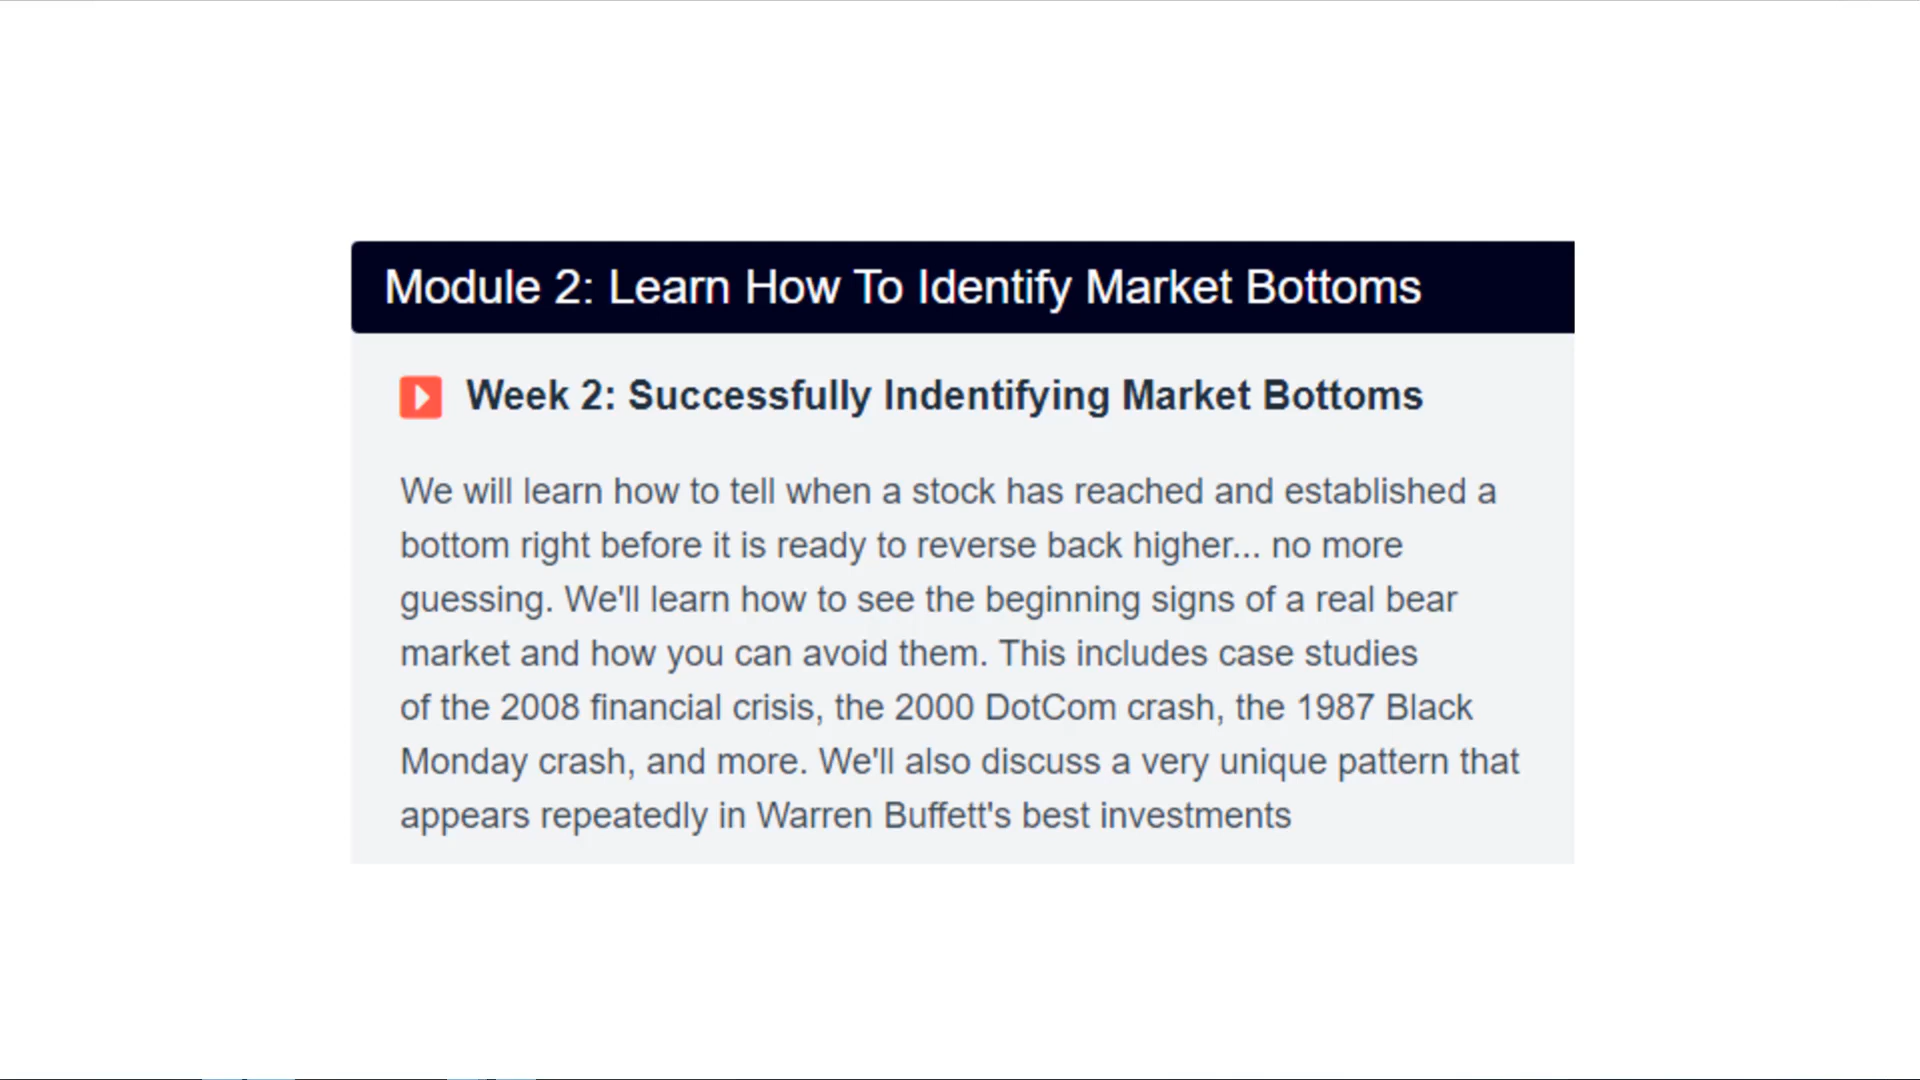 Module 2: Learn How To Identify Market Bottoms
Week 2: Successfully Indentifying Market Bottoms
We will learn how to tell when a stock has reached and established a
bottom right before it is ready to reverse back higher... no more
guessing. We'll learn how to see the beginning signs of a real bear
market and how you can avoid them. This includes case studies
of the 2008 financial crisis, the 2000 DotCom crash, the 1987 Black
Monday crash, and more. We'll also discuss a very unique pattern that
appears repeatedly in Warren Buffett's best investments